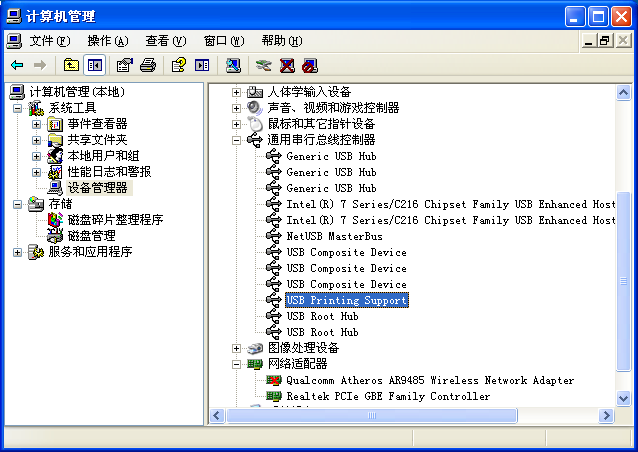 计算机管理
文件(F) 操作(A) 查看(V) 窗口(W) 帮助(H)
计算机管理(本地)
系统工具
事件查看器
共享文件夹
本地用户和组
性能日志和警报
设备管理器
存储
磁盘碎片整理程序
磁盘管理
服务和应用程序
人体学输入设备
声音、视频和游戏控制器
鼠标和其它指针设备
通用串行总线控制器
Generic USB Hub
Generic USB Hub
Generic USB Hub
Intel(R) 7 Series/C216 Chipset Family USB Enhanced Host
Intel(R) 7 Series/C216 Chipset Family USB Enhanced Host
NetUSB MasterBus
USB Composite Device
USB Composite Device
USB Composite Device
USB Printing Support
USB Root Hub
USB Root Hub
图像处理设备
网络适配器
Qualcomm Atheros AR9485 Wireless Network Adapter
Realtek PCIe GBE Family Controller